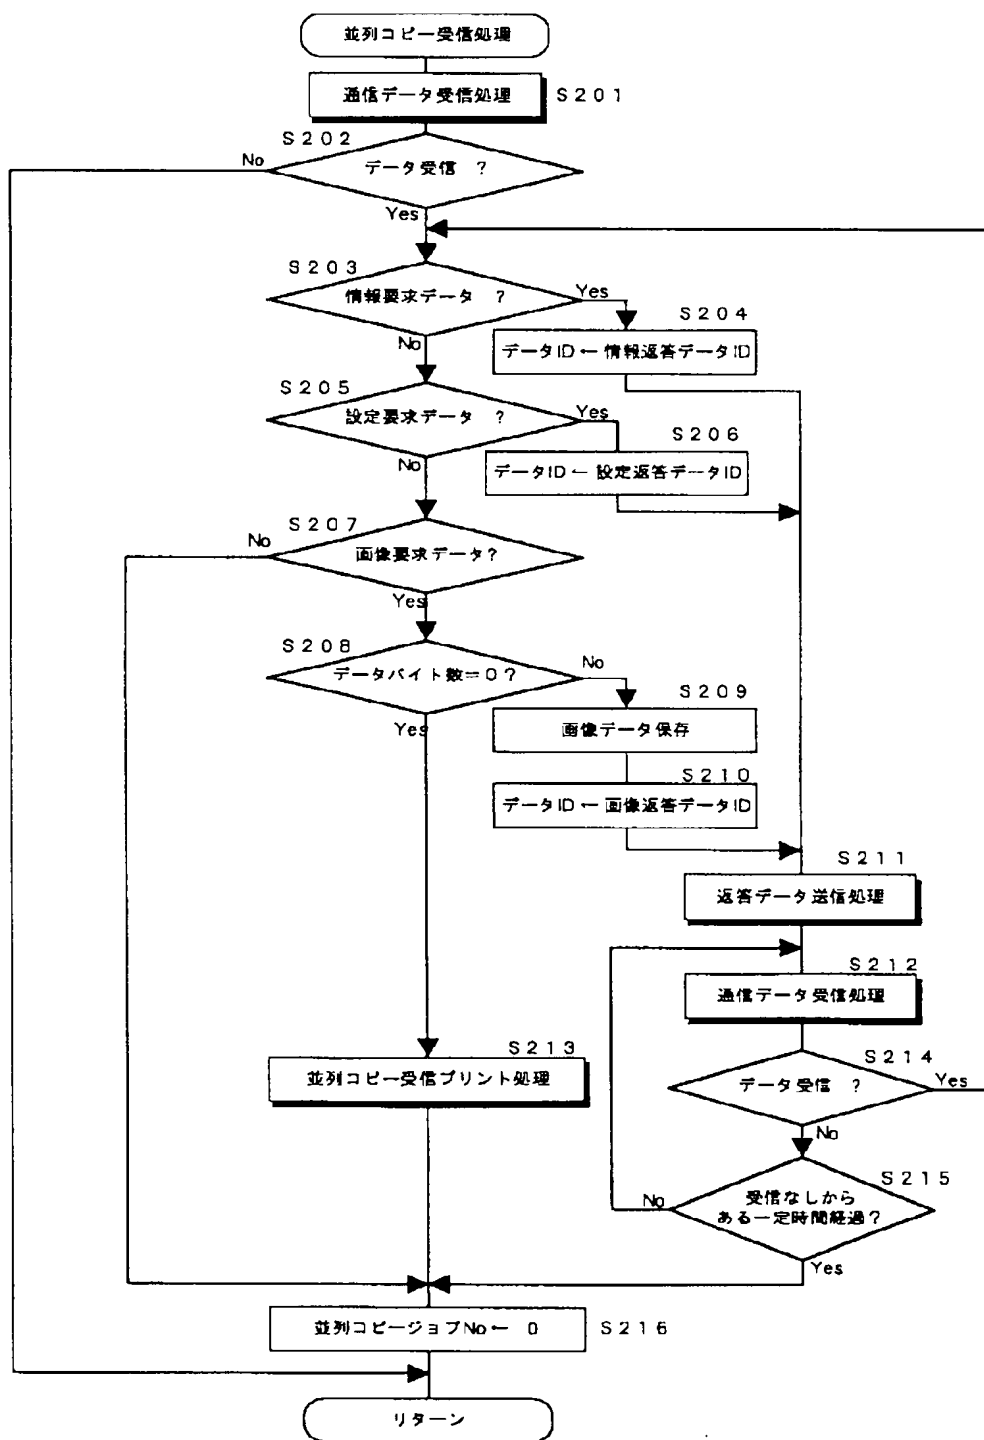 並列コピー受信処理
通信データ受信処理
S201
S202
データ受信 ?
No
Yes
S203
情報要求データ ?
Yes
No
S204
データID ← 情報返答データID
S205
設定要求データ ?
Yes
No
S206
データID ← 設定返答データID
S207
画像要求データ?
No
Yes
S208
データバイト数=0?
No
Yes
S209
画像データ保存
S210
データID ← 画像返答データID
S211
返答データ送信処理
S212
通信データ受信処理
S213
並列コピー受信プリント処理
S214
データ受信 ?
Yes
No
S215
受信なしから
ある一定時間経過?
No
Yes
並列コピージョブNo ← 0
S216
リターン